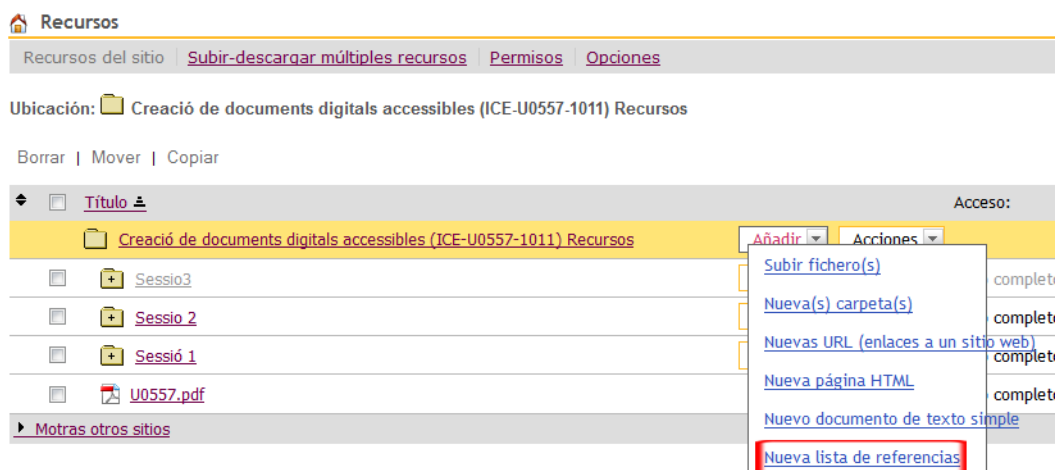 Recursos
Recursos del sitio Subir-descargar múltiples recursos Permisos Opciones
Ubicación: Creació de documents digitals accessibles (ICE-U0557-1011) Recursos
Borrar | Mover | Copiar
Título Acceso:
Creació de documents digitals accessibles (ICE-U0557-1011) Recursos Añadir Acciones
Subir fichero(s)
Sessio3
Nueva(s) carpeta(s)
Sessio 2
Nuevas URL (enlaces a un sitio web)
Sessió 1
Nueva página HTML
U0557.pdf
Nuevo documento de texto simple
Motras otros sitios
Nueva lista de referencias